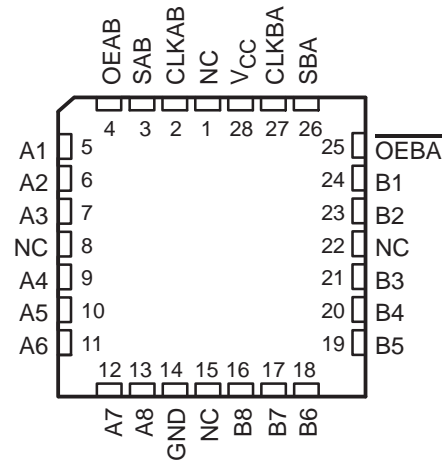 OEAB SAB CLKAB NC VCC CLKBA SBA
4 3 2 1 28 27 26
A1 5 25 OEBA
A2 6 24 B1
A3 7 23 B2
NC 8 22 NC
A4 9 21 B3
A5 10 20 B4
A6 11 19 B5
12 13 14 15 16 17 18
A7 A8 GND NC B8 B7 B6